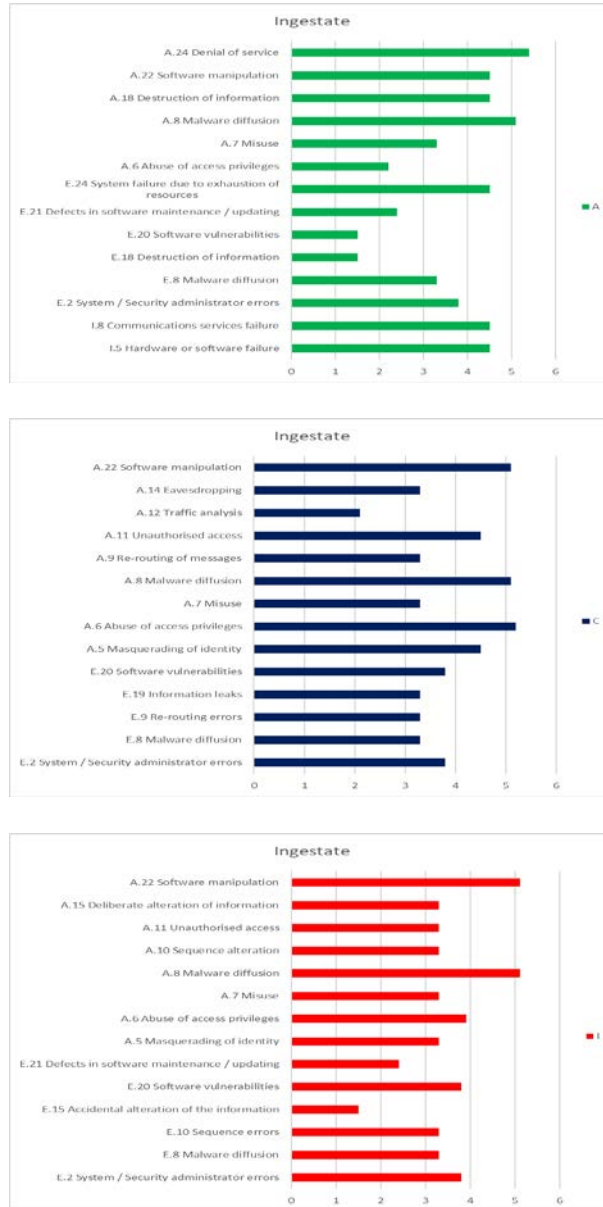 Ingestate
A.24 Denial of service
A.22 Software manipulation
A.18 Destruction of information
A.8 Malware diffusion
A.7 Misuse
A.6 Abuse of access privileges
E.24 System failure due to exhaustion of
resources
E.21 Defects in software maintenance / updating
E.20 Software vulnerabilities
E.18 Destruction of information
E.8 Malware diffusion
E.2 System / Security administrator errors
I.8 Communications services failure
I.5 Hardware or software failure
A
0 1 2 3 4 5 6
Ingestate
A.22 Software manipulation
A.14 Eavesdropping
A.12 Traffic analysis
A.11 Unauthorised access
A.9 Re-routing of messages
A.8 Malware diffusion
A.7 Misuse
A.6 Abuse of access privileges
A.5 Masquerading of identity
E.20 Software vulnerabilities
E.19 Information leaks
E.9 Re-routing errors
E.8 Malware diffusion
E.2 System / Security administrator errors
C
0 1 2 3 4 5 6
Ingestate
A.22 Software manipulation
A.15 Deliberate alteration of information
A.11 Unauthorised access
A.10 Sequence alteration
A.8 Malware diffusion
A.7 Misuse
A.6 Abuse of access privileges
A.5 Masquerading of identity
E.21 Defects in software maintenance / updating
E.20 Software vulnerabilities
E.15 Accidental alteration of the information
E.10 Sequence errors
E.8 Malware diffusion
E.2 System / Security administrator errors
I
0 1 2 3 4 5 6